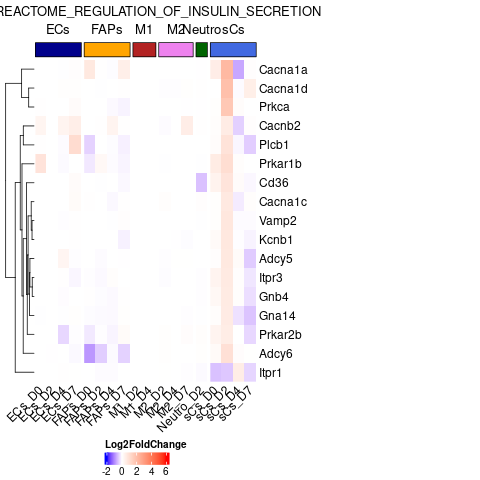 REACTOME_REGULATION_OF_INSULIN_SECRETION
ECs FAPs M1 M2 Neutro sCs
Cacna1a
Cacna1d
Prkca
Cacnb2
Plcb1
Prkar1b
Cd36
Cacna1c
Vamp2
Kcnb1
Adcy5
Itpr3
Gnb4
Gna14
Prkar2b
Adcy6
Itpr1
ECs_D0 ECs_D2 ECs_D4 ECs_D7 FAPs_D0 FAPs_D2 FAPs_D4 FAPs_D7 M1_D2 M1_D4 M2_D2 M2_D4 M2_D7 Neutro_D2 sCs_D0 sCs_D2 sCs_D4 sCs_D7
Log2FoldChange
-2 0 2 4 6